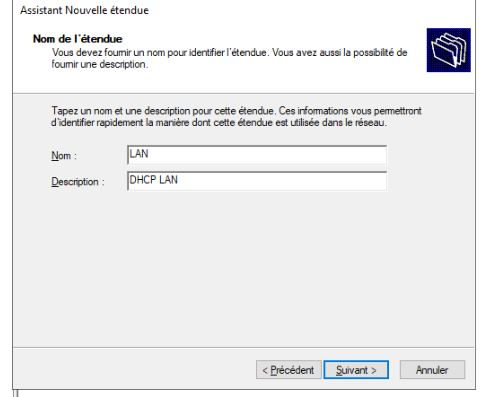 Assistant Nouvelle étendue
Nom de l'étendue
Vous devez fournir un nom pour identifier l'étendue. Vous avez aussi la possibilité de
fournir une description.
Tapez un nom et une description pour cette étendue. Ces informations vous permettront
d'identifier rapidement la manière dont cette étendue est utilisée dans le réseau.
Nom : LAN
Description : DHCP LAN
< Précédent Suivant > Annuler